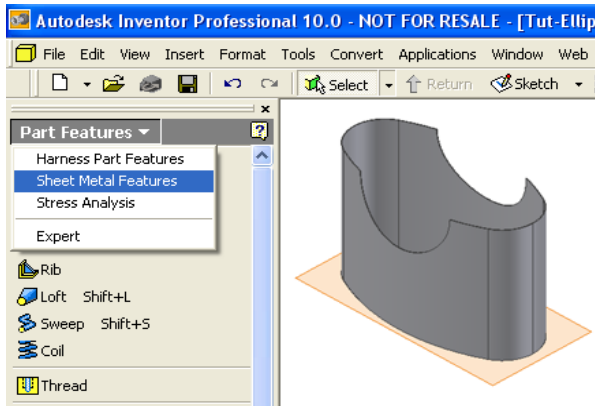 Autodesk Inventor Professional 10.0 - NOT FOR RESALE - [Tut-Ellip
File Edit View Insert Format Tools Convert Applications Window Web
Select Return Sketch
Part Features
Harness Part Features
Sheet Metal Features
Stress Analysis
Expert
Rib
Loft Shift+L
Sweep Shift+S
Coil
Thread